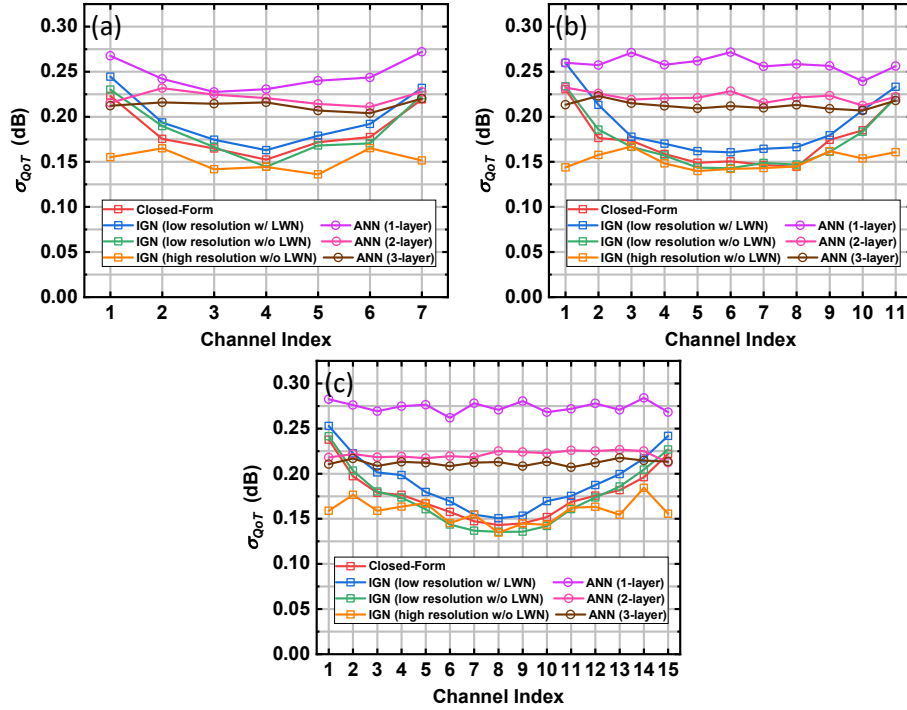 (a)
0.30
0.25
0.20
0.15
0.10
0.05
0.00
σQoT (dB)
Closed-Form
IGN (low resolution w/ LWN)
IGN (low resolution w/o LWN)
IGN (high resolution w/o LWN)
ANN (1-layer)
ANN (2-layer)
ANN (3-layer)
1 2 3 4 5 6 7
Channel Index
(b)
0.30
0.25
0.20
0.15
0.10
0.05
0.00
σQoT (dB)
Closed-Form
IGN (low resolution w/ LWN)
IGN (low resolution w/o LWN)
IGN (high resolution w/o LWN)
ANN (1-layer)
ANN (2-layer)
ANN (3-layer)
1 2 3 4 5 6 7 8 9 10 11
Channel Index
(c)
0.30
0.25
0.20
0.15
0.10
0.05
0.00
σQoT (dB)
Closed-Form
IGN (low resolution w/ LWN)
IGN (low resolution w/o LWN)
IGN (high resolution w/o LWN)
ANN (1-layer)
ANN (2-layer)
ANN (3-layer)
1 2 3 4 5 6 7 8 9 10 11 12 13 14 15
Channel Index